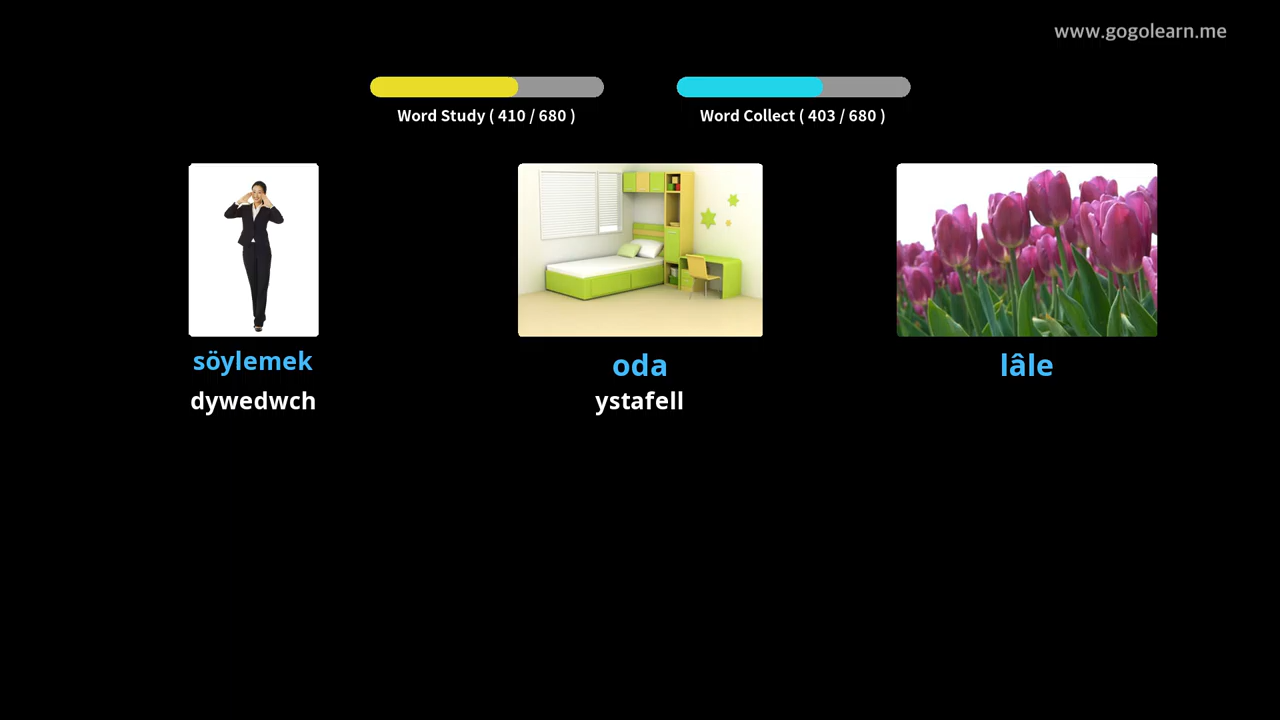 www.gogolearn.me
Word Study ( 410 / 680 )
Word Collect ( 403 / 680 )
söylemek
dywedwch
oda
ystafell
lâle